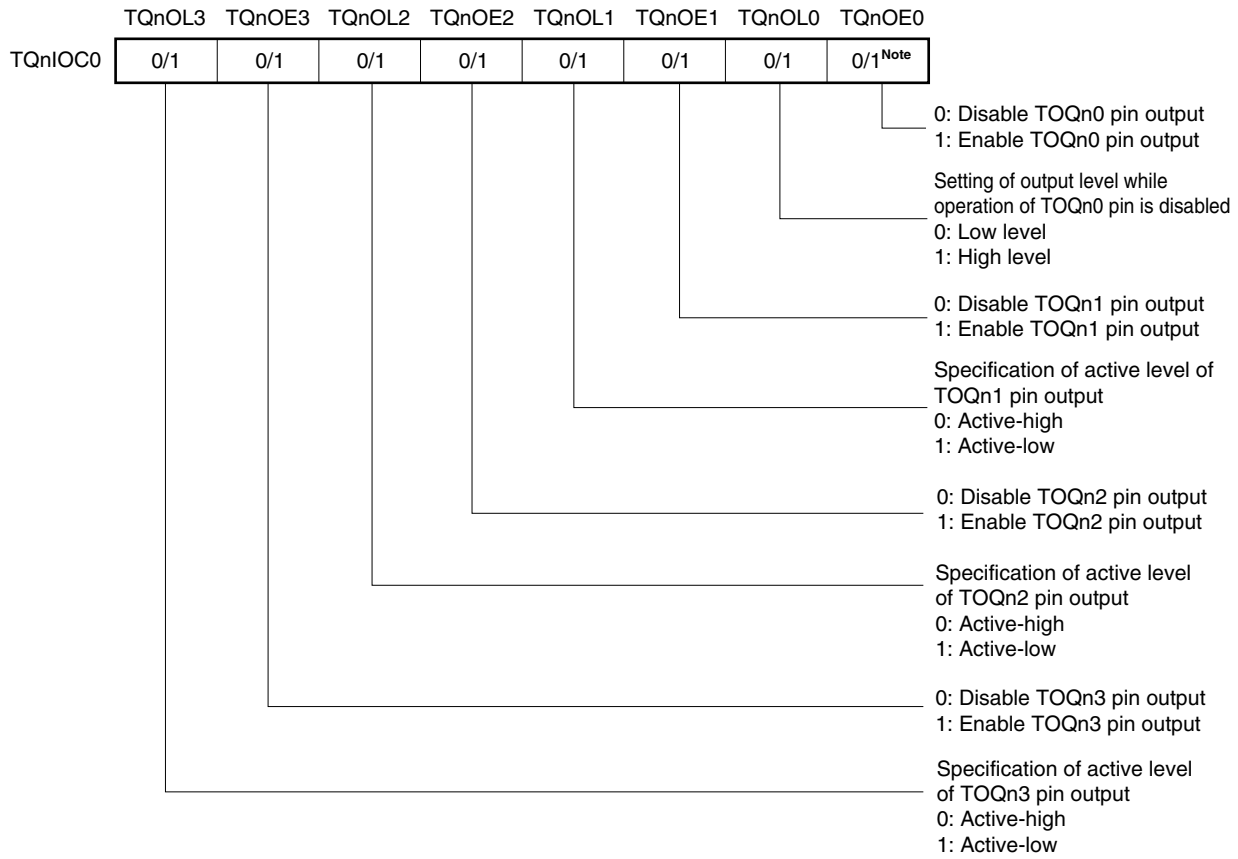 TQnOL3 TQnOE3 TQnOL2 TQnOE2 TQnOL1 TQnOE1 TQnOL0 TQnOE0
TQnIOC0 0/1 0/1 0/1 0/1 0/1 0/1 0/1 0/1Note
0: Disable TOQn0 pin output
1: Enable TOQn0 pin output
Setting of output level while
operation of TOQn0 pin is disabled
0: Low level
1: High level
0: Disable TOQn1 pin output
1: Enable TOQn1 pin output
Specification of active level of
TOQn1 pin output
0: Active-high
1: Active-low
0: Disable TOQn2 pin output
1: Enable TOQn2 pin output
Specification of active level
of TOQn2 pin output
0: Active-high
1: Active-low
0: Disable TOQn3 pin output
1: Enable TOQn3 pin output
Specification of active level
of TOQn3 pin output
0: Active-high
1: Active-low